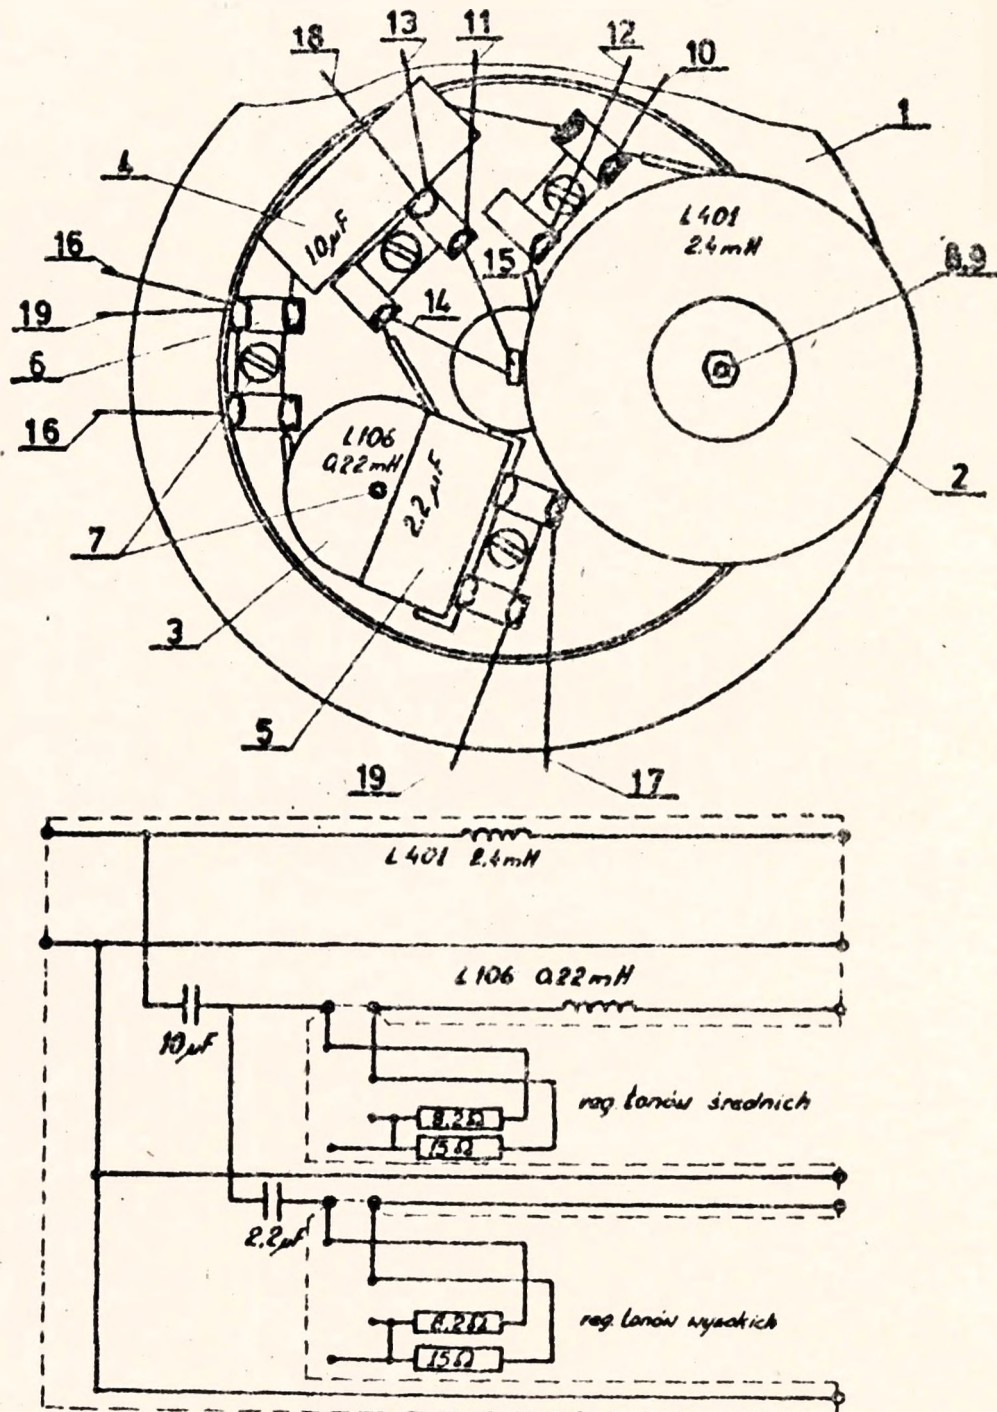 18
13
11
12
10
1
4
10µF
L401
2.4mH
8,9
15
14
16
19
6
16
L106
0.22mH
2.2µF
2
7
3
5
19
17
L401 2.4mH
L106 0.22mH
10µF
reg. tonów średnich
8.2Ω
15Ω
2.2µF
reg. tonów wysokich
8.2Ω
15Ω